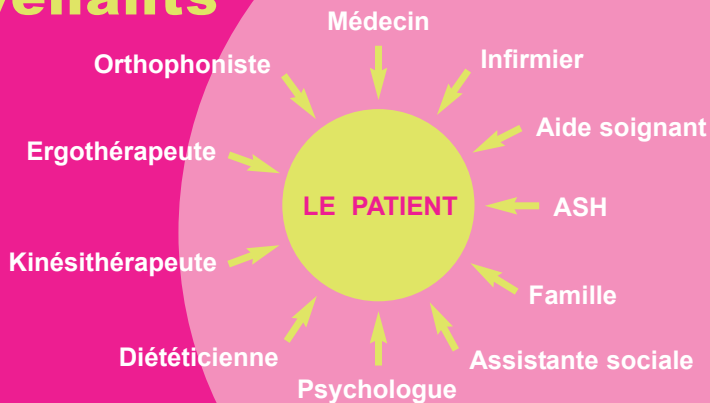 Médecin
Infirmier
Aide soignant
ASH
Famille
Assistante sociale
Psychologue
Diététicienne
Kinésithérapeute
Ergothérapeute
Orthophoniste
LE PATIENT